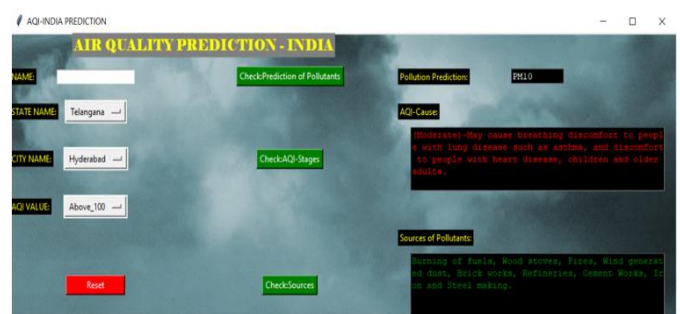 AQI-INDIA PREDICTION
AIR QUALITY PREDICTION - INDIA
NAME:
Check:Prediction of Pollutants
Pollution Prediction:
PM10
STATE NAME:
Telangana
AQI-Cause:
(Moderate)-May cause breathing discomfort to peopl
e with lung disease such as asthma, and discomfort
to people with heart disease, children and older
adults.
CITY NAME:
Hyderabad
Check:AQI-Stages
AQI VALUE:
Above_100
Sources of Pollutants:
Burning of fuels, Wood stoves, Fires, Wind generat
ed dust, Brick works, Refineries, Cement Works, Ir
on and Steel making.
Reset
Check:Sources